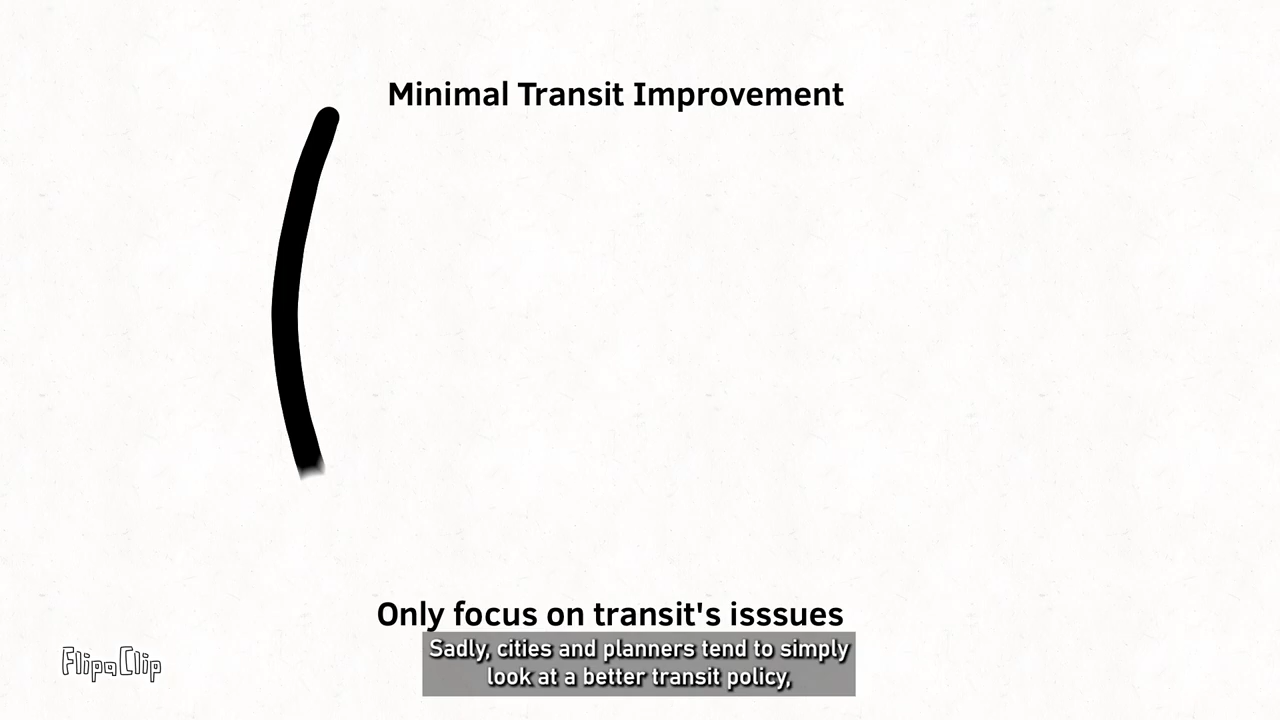 Minimal Transit Improvement
Only focus on transit's isssues
Sadly, cities and planners tend to simply
look at a better transit policy,
FlipaClip